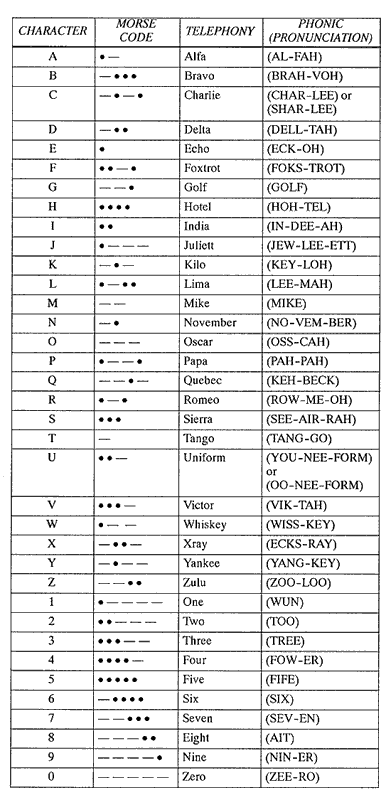 CHARACTER MORSE CODE TELEPHONY PHONIC (PRONUNCIATION)
A •— Alfa (AL-FAH)
B —••• Bravo (BRAH-VOH)
C —•—• Charlie (CHAR-LEE) or
(SHAR-LEE)
D —•• Delta (DELL-TAH)
E • Echo (ECK-OH)
F ••—• Foxtrot (FOKS-TROT)
G ——• Golf (GOLF)
H •••• Hotel (HOH-TEL)
I •• India (IN-DEE-AH)
J •——— Juliett (JEW-LEE-ETT)
K —•— Kilo (KEY-LOH)
L •—•• Lima (LEE-MAH)
M —— Mike (MIKE)
N —• November (NO-VEM-BER)
O ——— Oscar (OSS-CAH)
P •——• Papa (PAH-PAH)
Q ——•— Quebec (KEH-BECK)
R •—• Romeo (ROW-ME-OH)
S ••• Sierra (SEE-AIR-RAH)
T — Tango (TANG-GO)
U ••— Uniform (YOU-NEE-FORM)
or
(OO-NEE-FORM)
V •••— Victor (VIK-TAH)
W •—— Whiskey (WISS-KEY)
X —••— Xray (ECKS-RAY)
Y —•—— Yankee (YANG-KEY)
Z ——•• Zulu (ZOO-LOO)
1 •———— One (WUN)
2 ••——— Two (TOO)
3 •••—— Three (TREE)
4 ••••— Four (FOW-ER)
5 ••••• Five (FIFE)
6 —•••• Six (SIX)
7 ——••• Seven (SEV-EN)
8 ———•• Eight (AIT)
9 ————• Nine (NIN-ER)
0 ————— Zero (ZEE-RO)